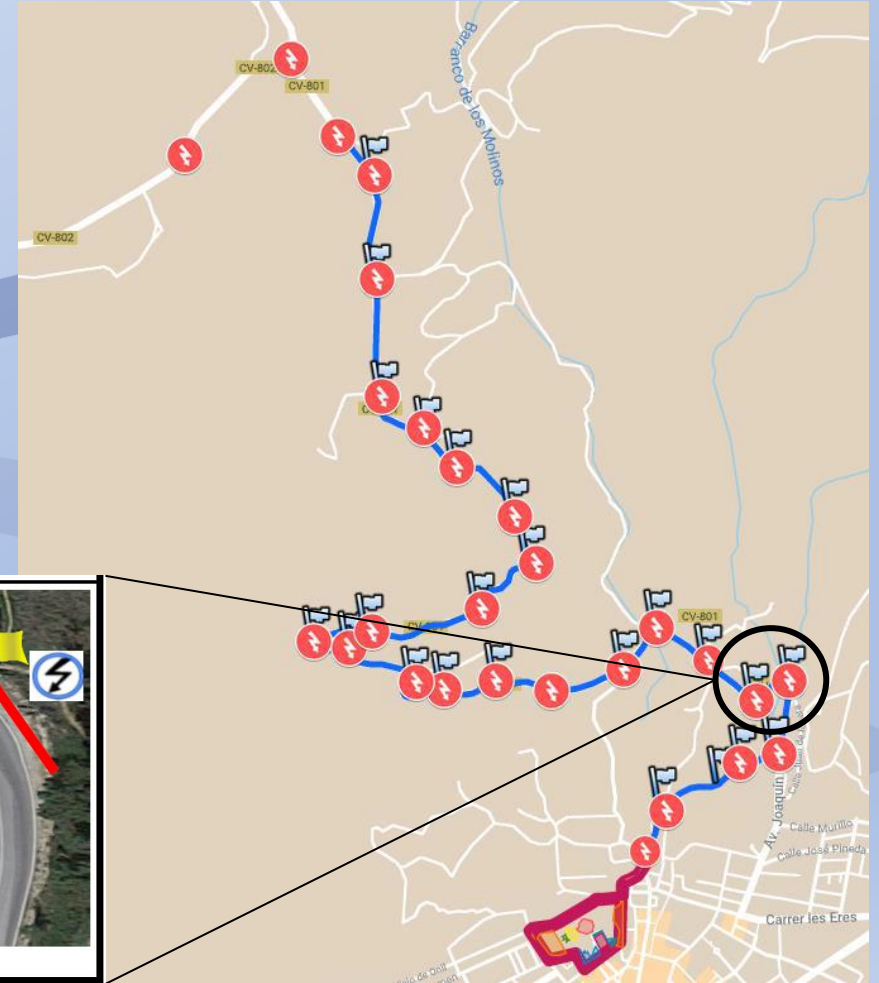 CV-802
CV-801
Barranco de los Molinos
CV-802
CV-801
Av. Joaquín
Calle Murillo
Calle José Pineda
Carrer les Eres